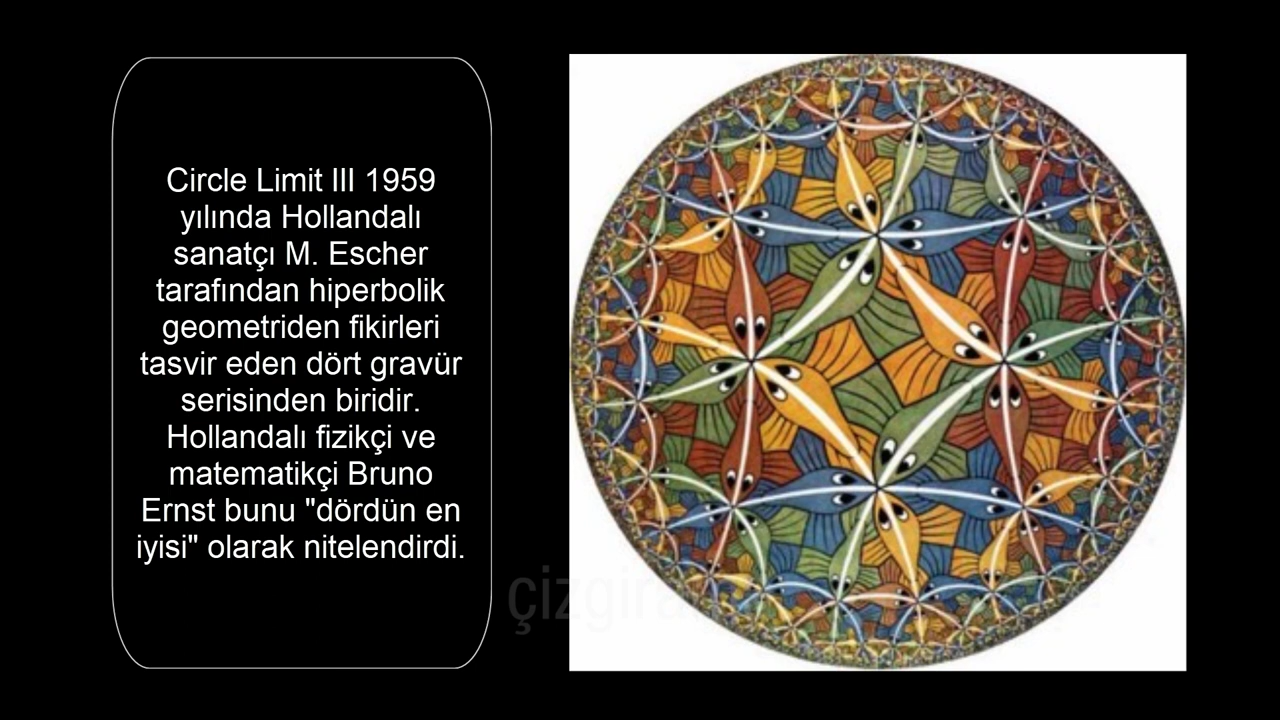 Circle Limit III 1959
yılında Hollandalı
sanatçı M. Escher
tarafından hiperbolik
geometriden fikirleri
tasvir eden dört gravür
serisinden biridir.
Hollandalı fizikçi ve
matematikçi Bruno
Ernst bunu "dördün en
iyisi" olarak nitelendirdi.